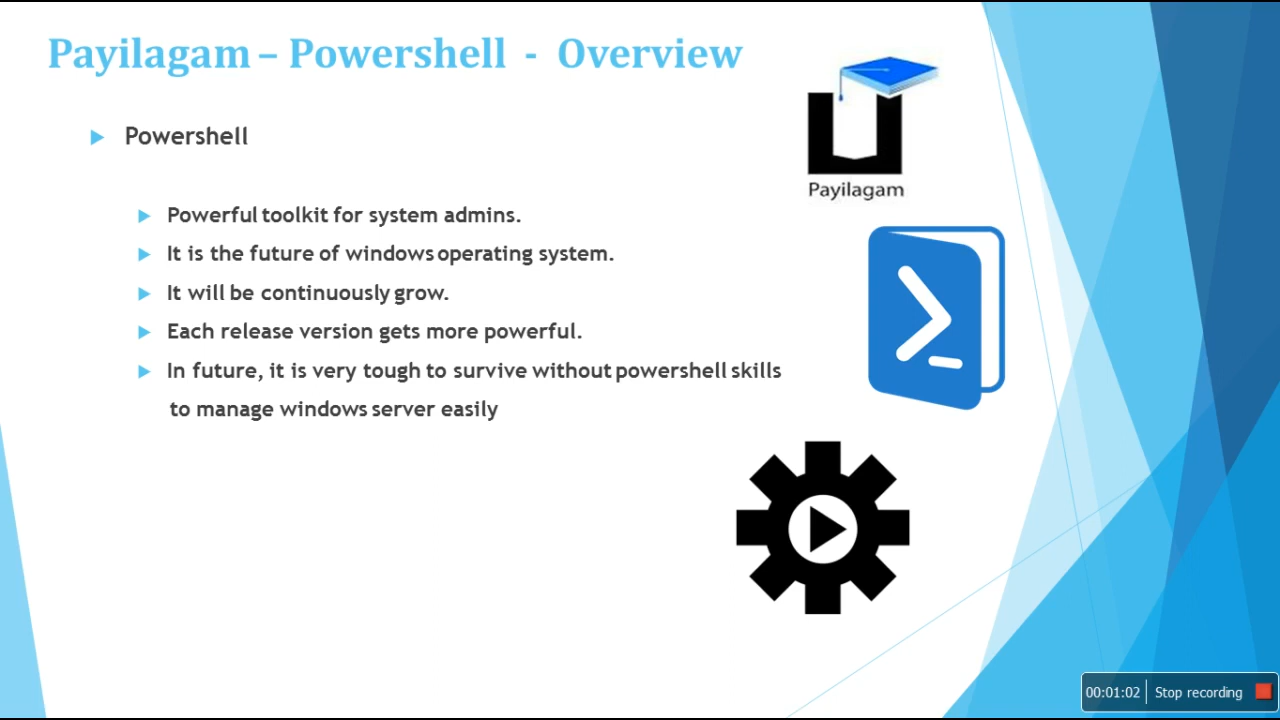 Payilagam – Powershell - Overview
Powershell
Payilagam
Powerful toolkit for system admins.
It is the future of windows operating system.
It will be continuously grow.
Each release version gets more powerful.
In future, it is very tough to survive without powershell skills
to manage windows server easily
00:01:02 Stop recording